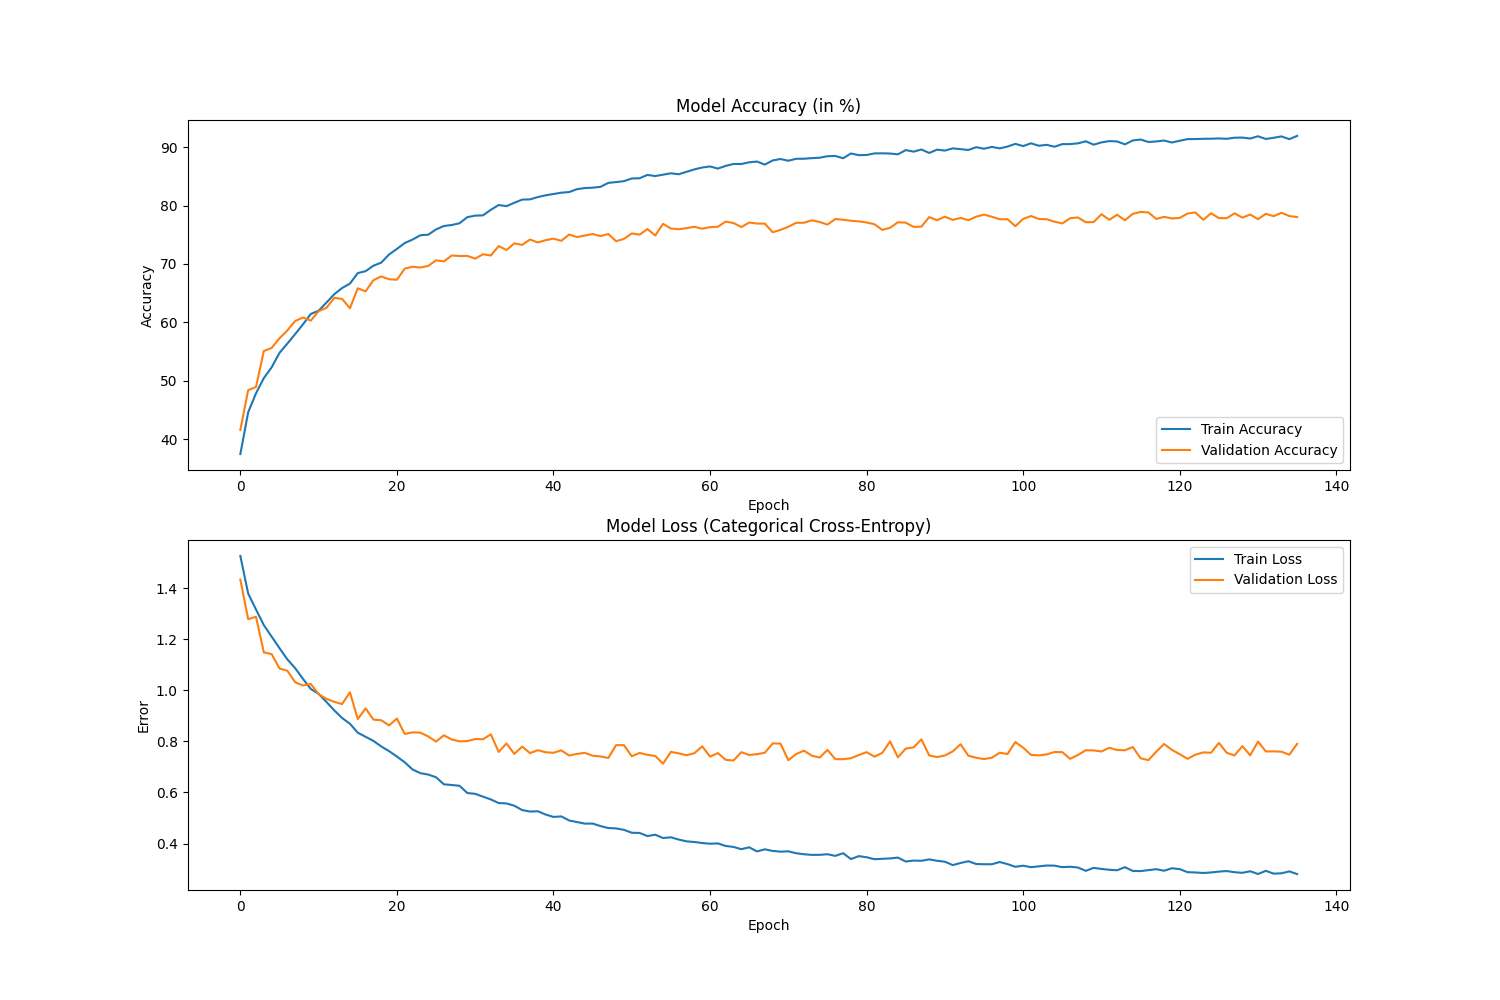 Model Accuracy (in %)
Accuracy
90
80
70
60
50
40
Train Accuracy
Validation Accuracy
0 20 40 60 80 100 120 140
Epoch
Model Loss (Categorical Cross-Entropy)
Error
1.4
1.2
1.0
0.8
0.6
0.4
Train Loss
Validation Loss
0 20 40 60 80 100 120 140
Epoch